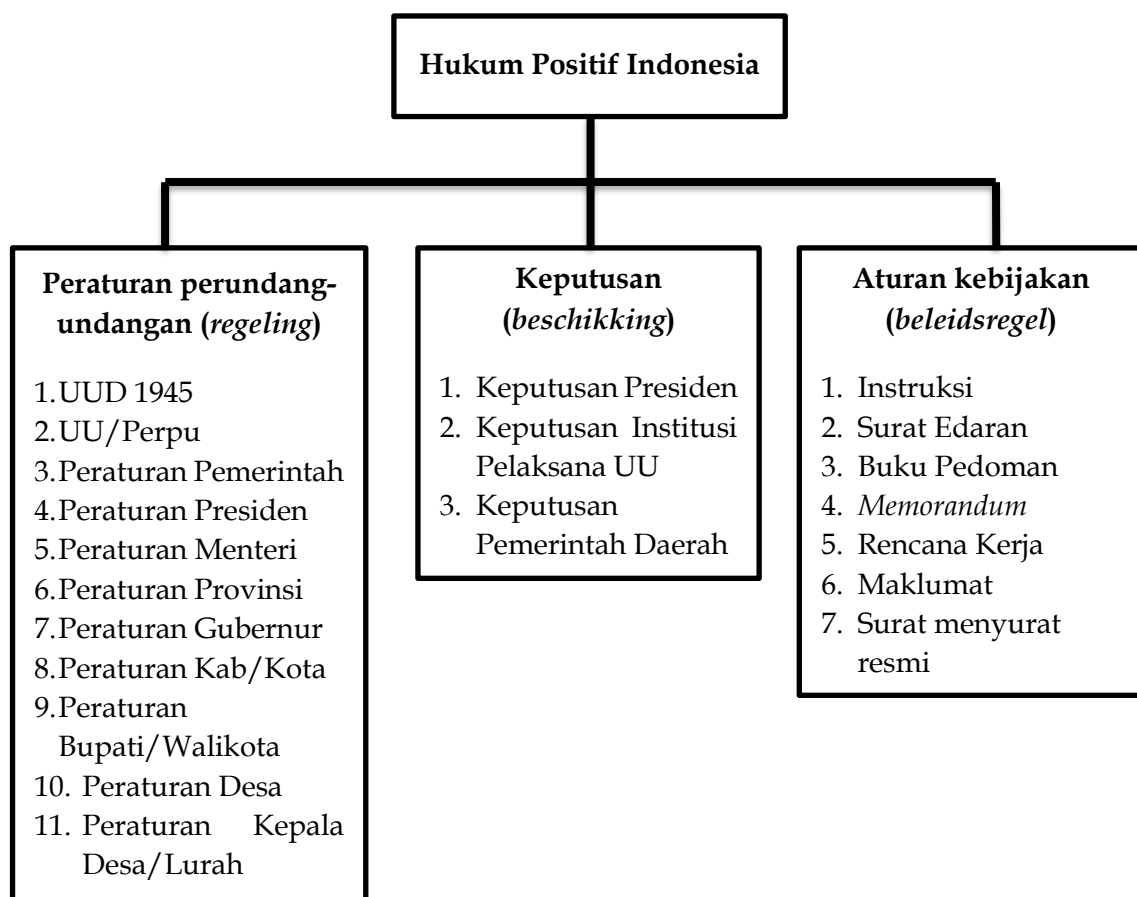 Hukum Positif Indonesia
Peraturan perundang-
undangan (regeling)
1.UUD 1945
2.UU/Perpu
3.Peraturan Pemerintah
4.Peraturan Presiden
5.Peraturan Menteri
6.Peraturan Provinsi
7.Peraturan Gubernur
8.Peraturan Kab/Kota
9.Peraturan
Bupati/Walikota
10. Peraturan Desa
11. Peraturan Kepala
Desa/Lurah
Keputusan
(beschikking)
1. Keputusan Presiden
2. Keputusan Institusi
Pelaksana UU
3. Keputusan
Pemerintah Daerah
Aturan kebijakan
(beleidsregel)
1. Instruksi
2. Surat Edaran
3. Buku Pedoman
4. Memorandum
5. Rencana Kerja
6. Maklumat
7. Surat menyurat
resmi